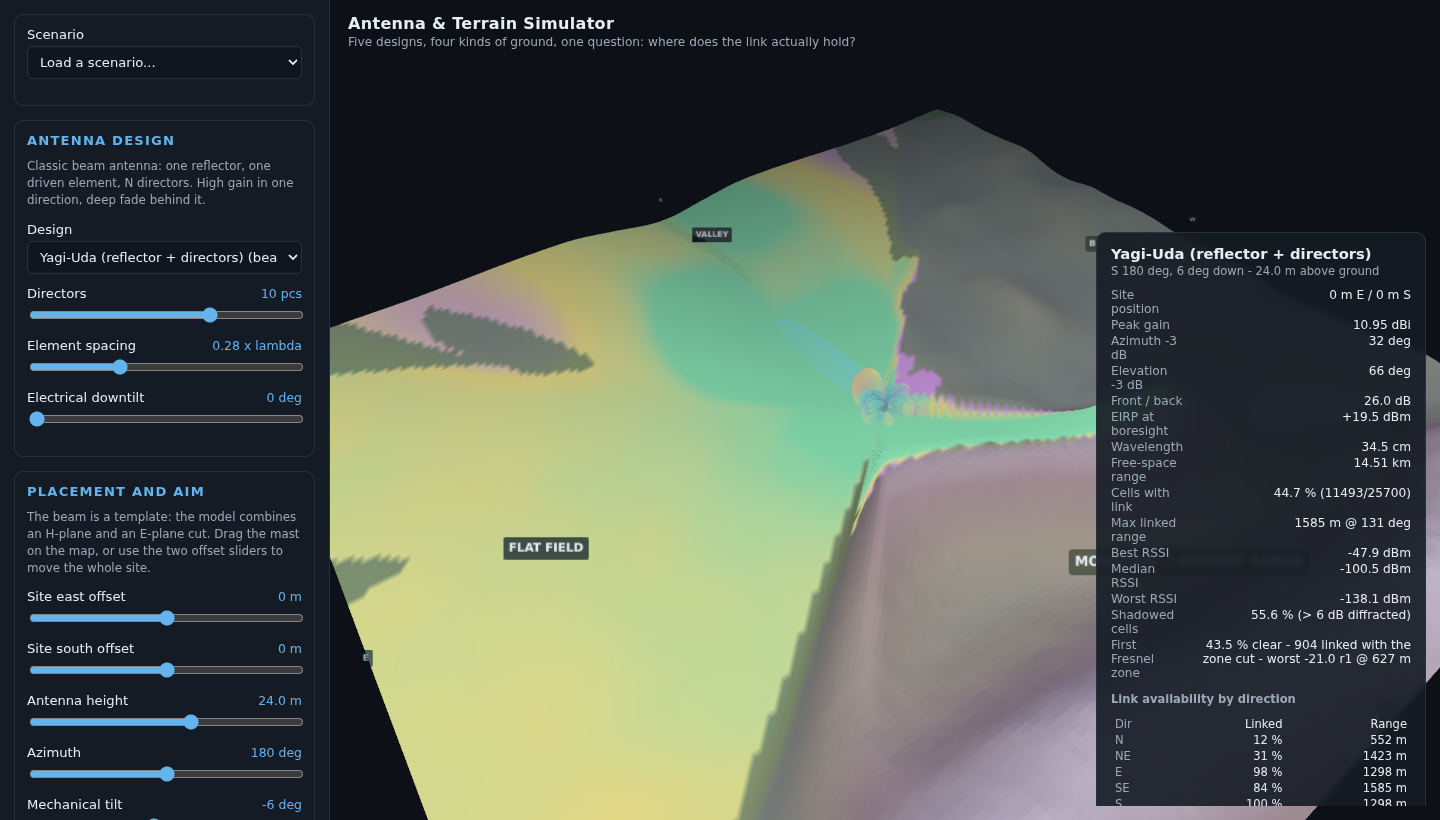 Scenario
Load a scenario...
ANTENNA DESIGN
Classic beam antenna: one reflector, one
driven element, N directors. High gain in one
direction, deep fade behind it.
Design
Yagi-Uda (reflector + directors) (bea
Directors 10 pcs
Element spacing 0.28 x lambda
Electrical downtilt 0 deg
PLACEMENT AND AIM
The beam is a template: the model combines
an H-plane and an E-plane cut. Drag the mast
on the map, or use the two offset sliders to
move the whole site.
Site east offset 0 m
Site south offset 0 m
Antenna height 24.0 m
Azimuth 180 deg
Mechanical tilt -6 deg
Antenna & Terrain Simulator
Five designs, four kinds of ground, one question: where does the link actually hold?
VALLEY
W
B
FLAT FIELD
MO
E
Yagi-Uda (reflector + directors)
S 180 deg, 6 deg down - 24.0 m above ground
Site position 0 m E / 0 m S
Peak gain 10.95 dBi
Azimuth -3 dB 32 deg
Elevation -3 dB 66 deg
Front / back 26.0 dB
EIRP at boresight +19.5 dBm
Wavelength 34.5 cm
Free-space range 14.51 km
Cells with link 44.7 % (11493/25700)
Max linked range 1585 m @ 131 deg
Best RSSI -47.9 dBm
Median RSSI -100.5 dBm
Worst RSSI -138.1 dBm
Shadowed cells 55.6 % (> 6 dB diffracted)
First Fresnel zone 43.5 % clear - 904 linked with the zone cut - worst -21.0 r1 @ 627 m
Link availability by direction
Dir Linked Range
N 12 % 552 m
NE 31 % 1423 m
E 98 % 1298 m
SE 84 % 1585 m
S 100 % 1298 m